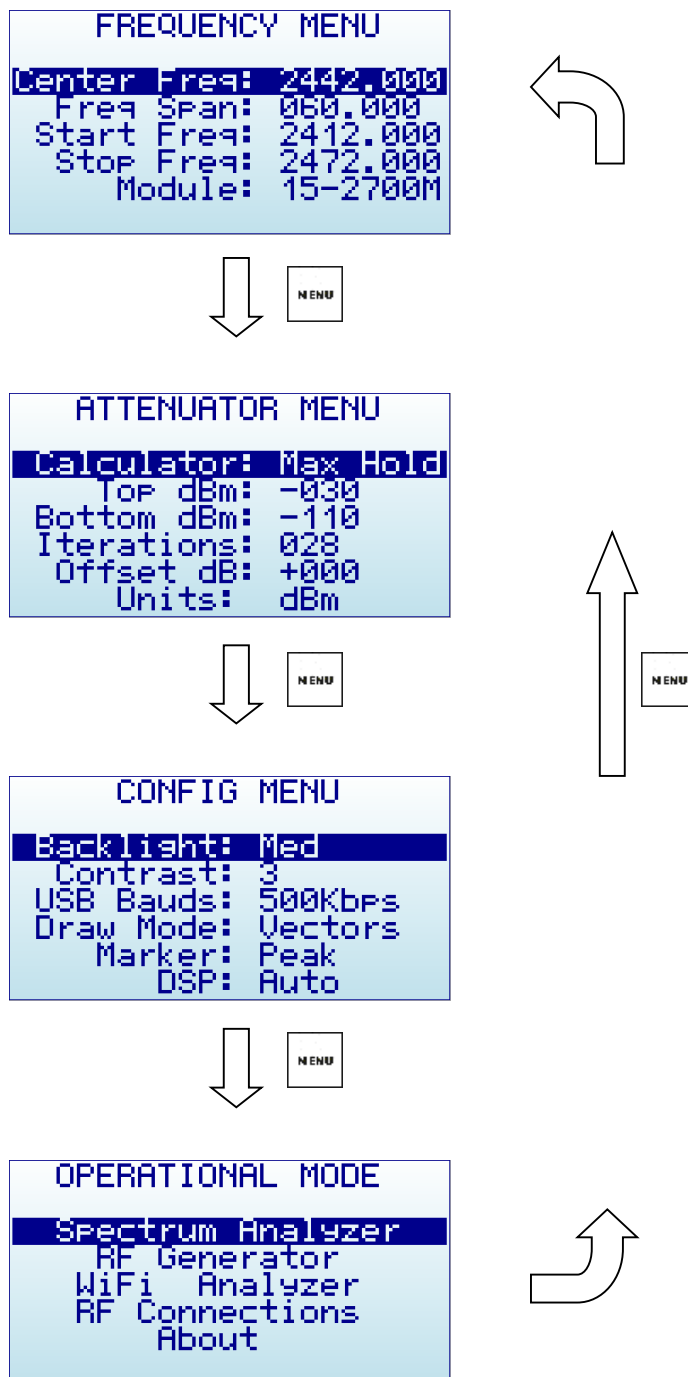 FREQUENCY MENU
Center Freq: 2442.000
Freq Span: 060.000
Start Freq: 2412.000
Stop Freq: 2472.000
Module: 15-2700M
MENU
ATTENUATOR MENU
Calculator: Max Hold
Top dBm: -030
Bottom dBm: -110
Iterations: 028
Offset dB: +000
Units: dBm
MENU
MENU
CONFIG MENU
Backlight: Med
Contrast: 3
USB Bauds: 500Kbps
Draw Mode: Vectors
Marker: Peak
DSP: Auto
MENU
OPERATIONAL MODE
Spectrum Analyzer
RF Generator
WiFi Analyzer
RF Connections
About